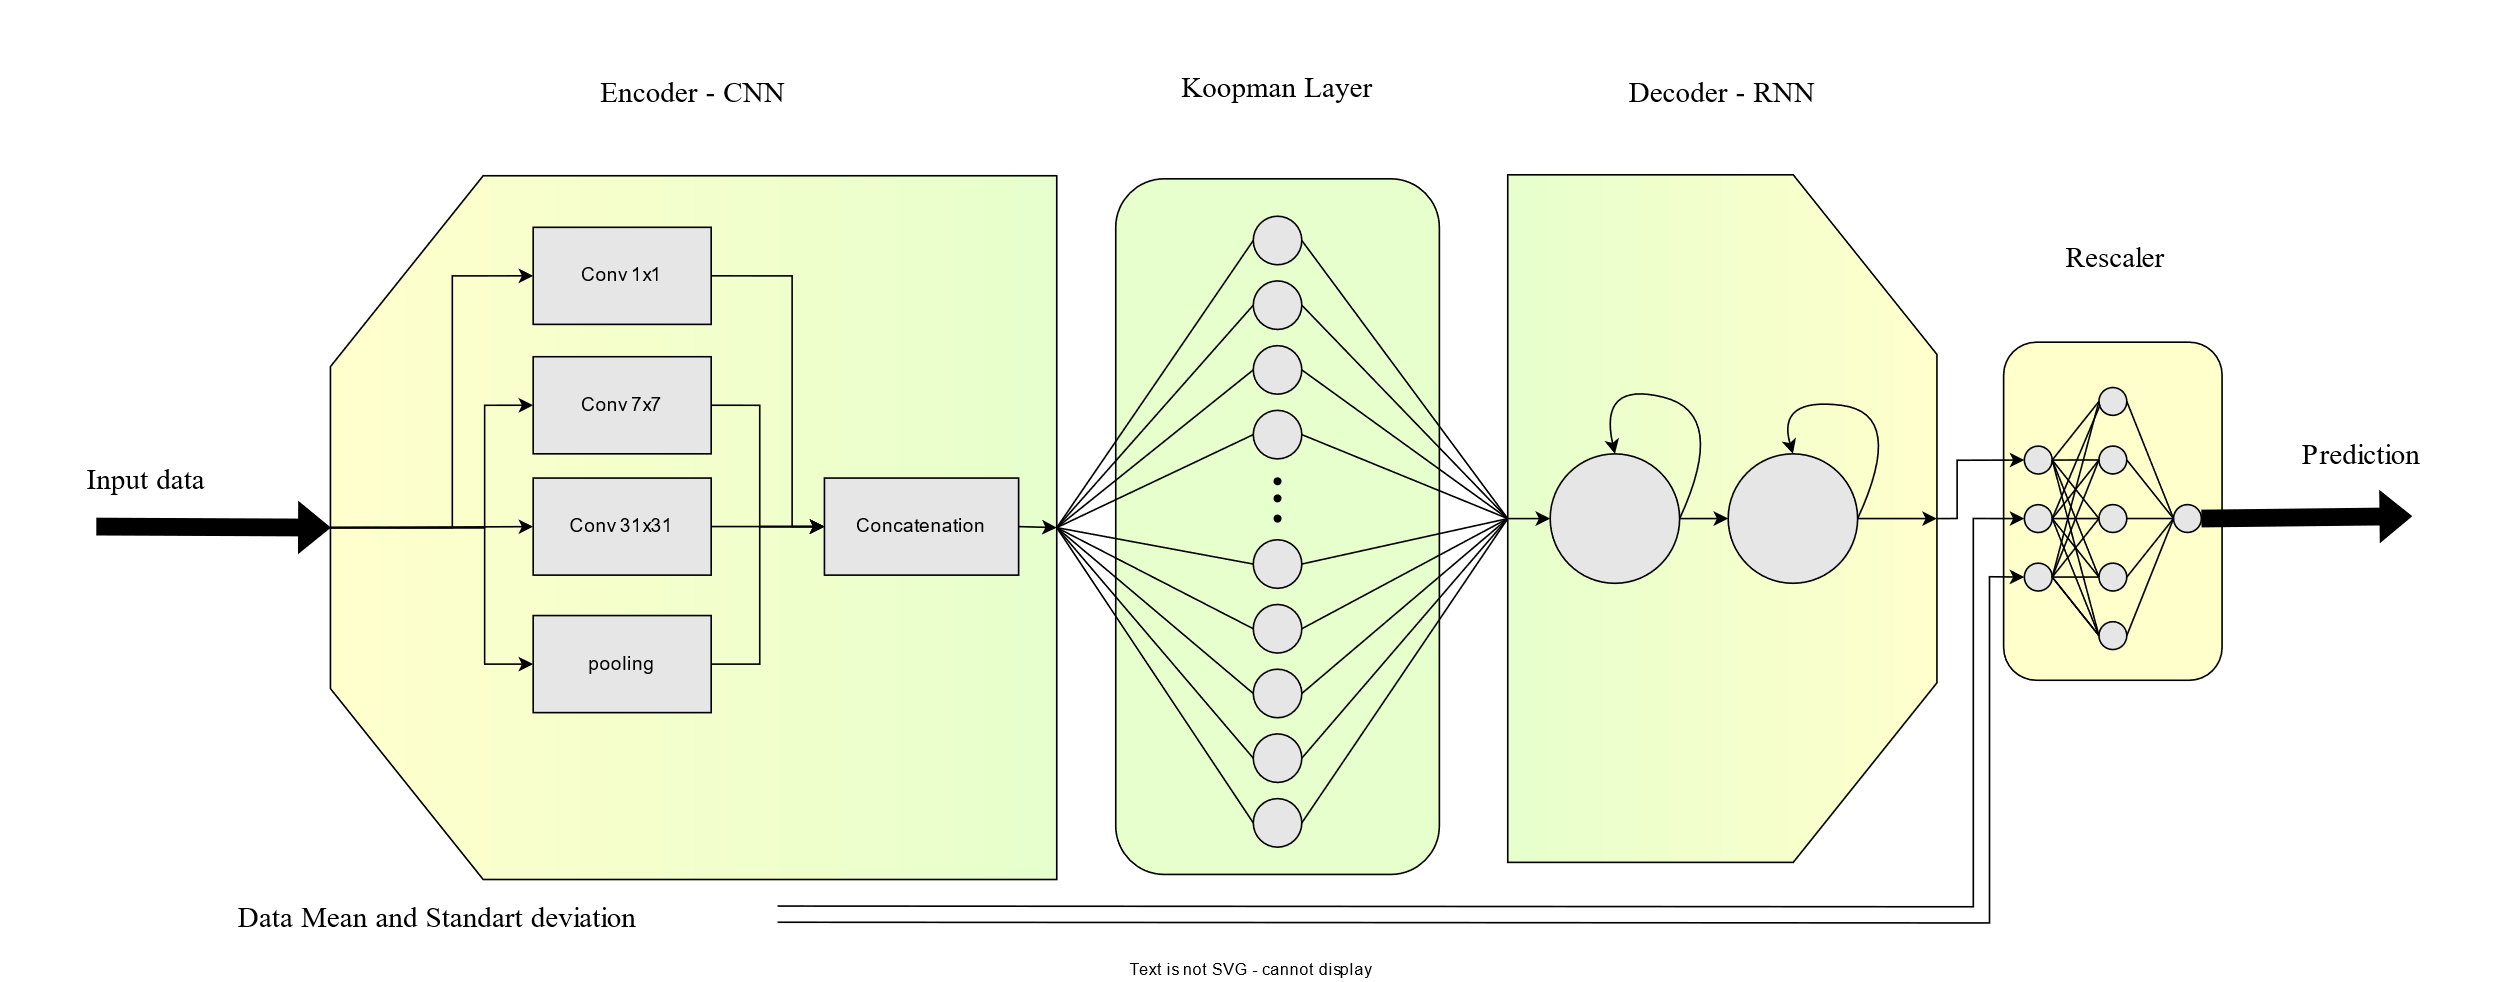 Encoder - CNN
Koopman Layer
Decoder - RNN
Rescaler
Input data
Conv 1x1
Conv 7x7
Conv 31x31
pooling
Concatenation
Prediction
Data Mean and Standart deviation
Text is not SVG - cannot display